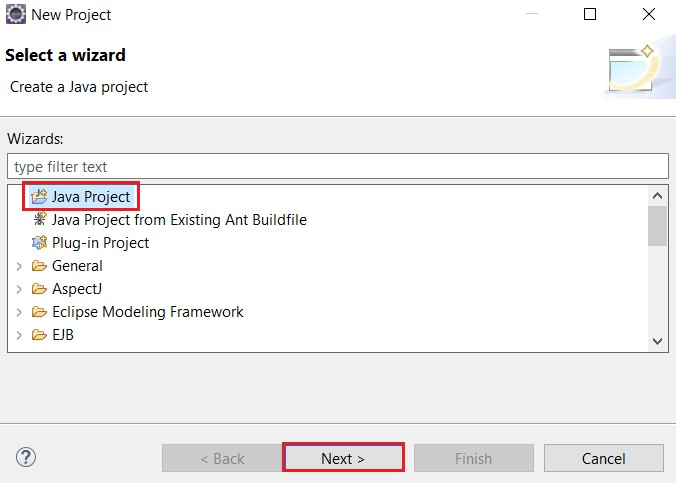 New Project
Select a wizard
Create a Java project
Wizards:
type filter text
Java Project
Java Project from Existing Ant Buildfile
Plug-in Project
General
AspectJ
Eclipse Modeling Framework
EJB
? < Back Next > Finish Cancel